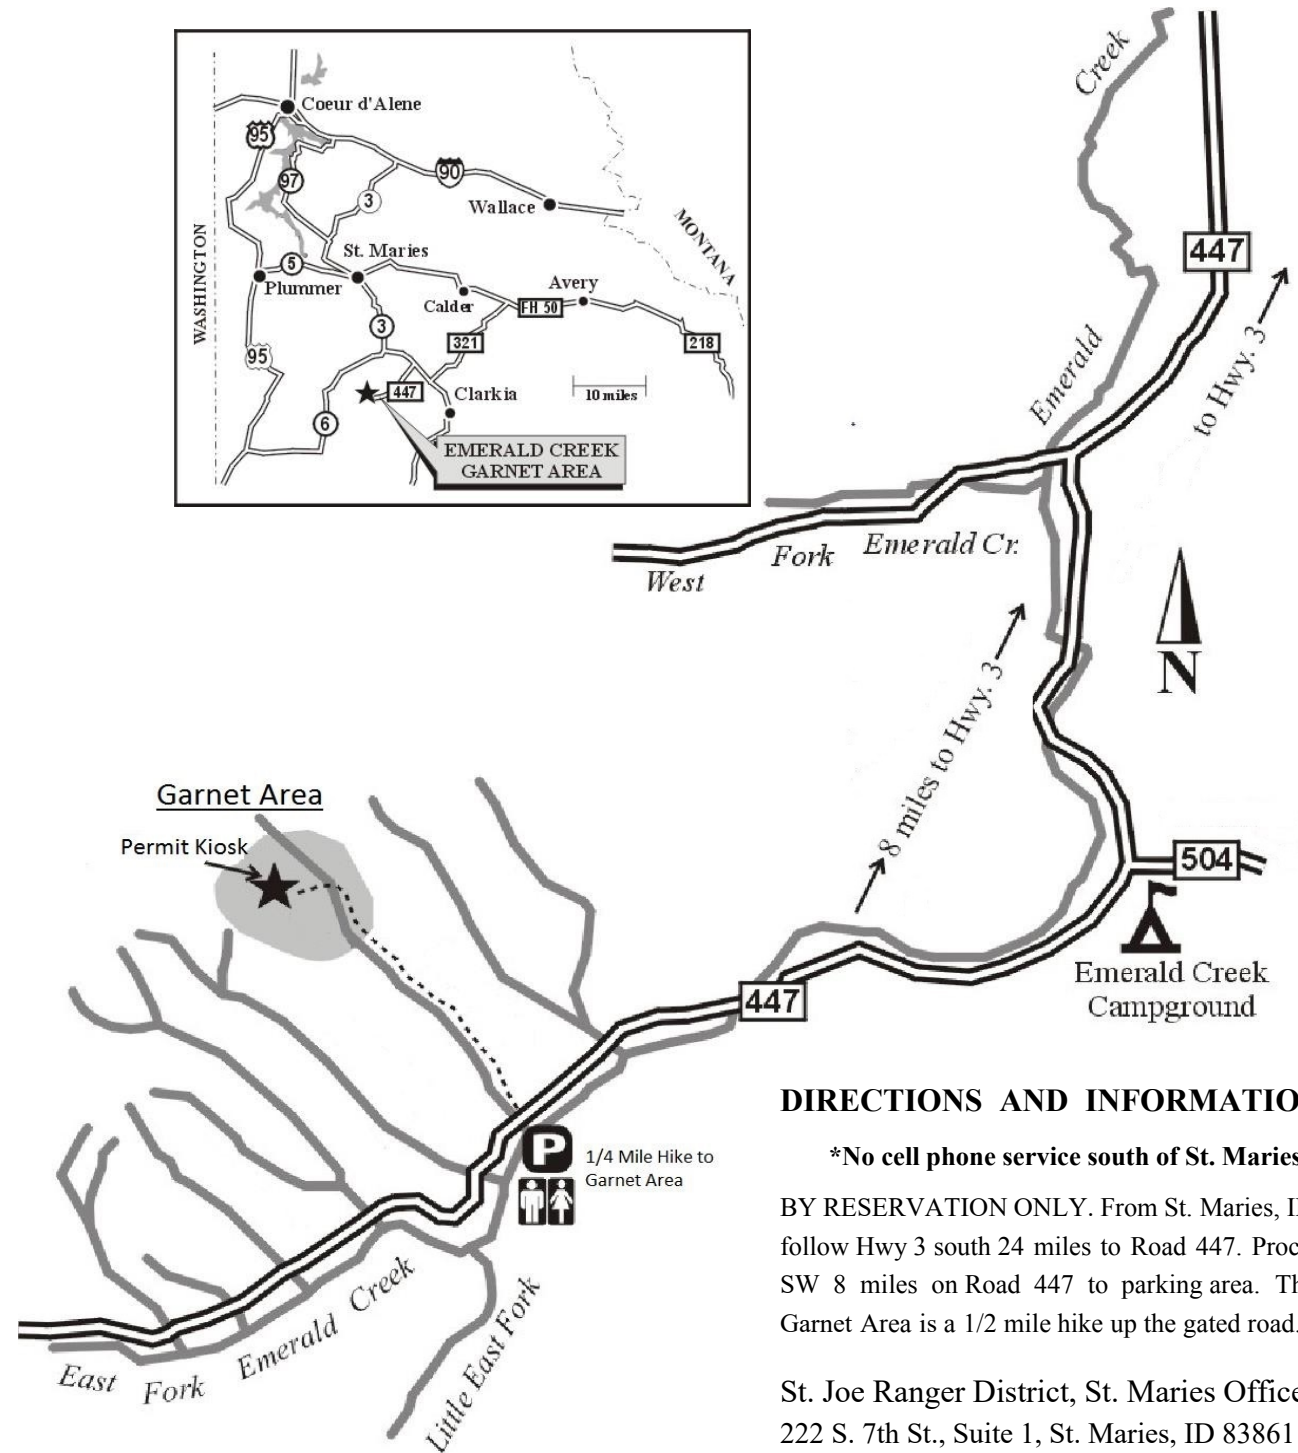 Coeur d'Alene
95
97
90
3
Wallace
WASHINGTON
MONTANA
St. Maries
5
Plummer
Calder
Avery
FH 50
3
321
218
95
447
Clarkia
10 miles
6
EMERALD CREEK
GARNET AREA
Creek
447
Emerald
to Hwy. 3
West Fork Emerald Cr.
N
8 miles to Hwy. 3
Garnet Area
Permit Kiosk
504
Emerald Creek
Campground
447
P
1/4 Mile Hike to
Garnet Area
East Fork Emerald Creek
Little East Fork
DIRECTIONS AND INFORMATIO
*No cell phone service south of St. Maries
BY RESERVATION ONLY. From St. Maries, I
follow Hwy 3 south 24 miles to Road 447. Proc
SW 8 miles on Road 447 to parking area. Th
Garnet Area is a 1/2 mile hike up the gated road.
St. Joe Ranger District, St. Maries Office
222 S. 7th St., Suite 1, St. Maries, ID 83861